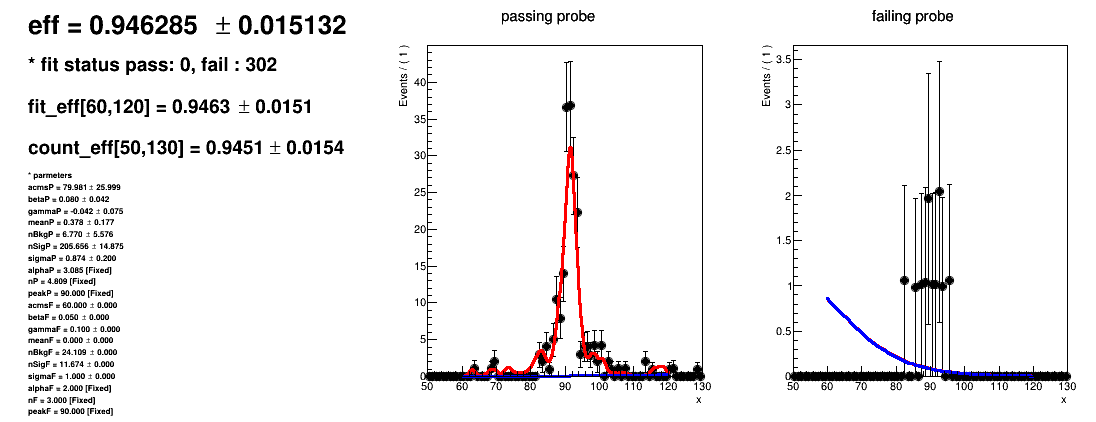 eff = 0.946285 ± 0.015132
* fit status pass: 0, fail : 302
fit_eff[60,120] = 0.9463 ± 0.0151
count_eff[50,130] = 0.9451 ± 0.0154
* parmeters
acmsP = 79.981 ± 25.999
betaP = 0.080 ± 0.042
gammaP = -0.042 ± 0.075
meanP = 0.378 ± 0.177
nBkgP = 6.770 ± 5.576
nSigP = 205.656 ± 14.875
sigmaP = 0.874 ± 0.200
alphaP = 3.085 [Fixed]
nP = 4.809 [Fixed]
peakP = 90.000 [Fixed]
acmsF = 60.000 ± 0.000
betaF = 0.050 ± 0.000
gammaF = 0.100 ± 0.000
meanF = 0.000 ± 0.000
nBkgF = 24.109 ± 0.000
nSigF = 11.674 ± 0.000
sigmaF = 1.000 ± 0.000
alphaF = 2.000 [Fixed]
nF = 3.000 [Fixed]
peakF = 90.000 [Fixed]
passing probe
Events / ( 1 )
40
35
30
25
20
15
10
5
0
50 60 70 80 90 100 110 120 130
x
failing probe
Events / ( 1 )
3.5
3
2.5
2
1.5
1
0.5
0
50 60 70 80 90 100 110 120 130
x